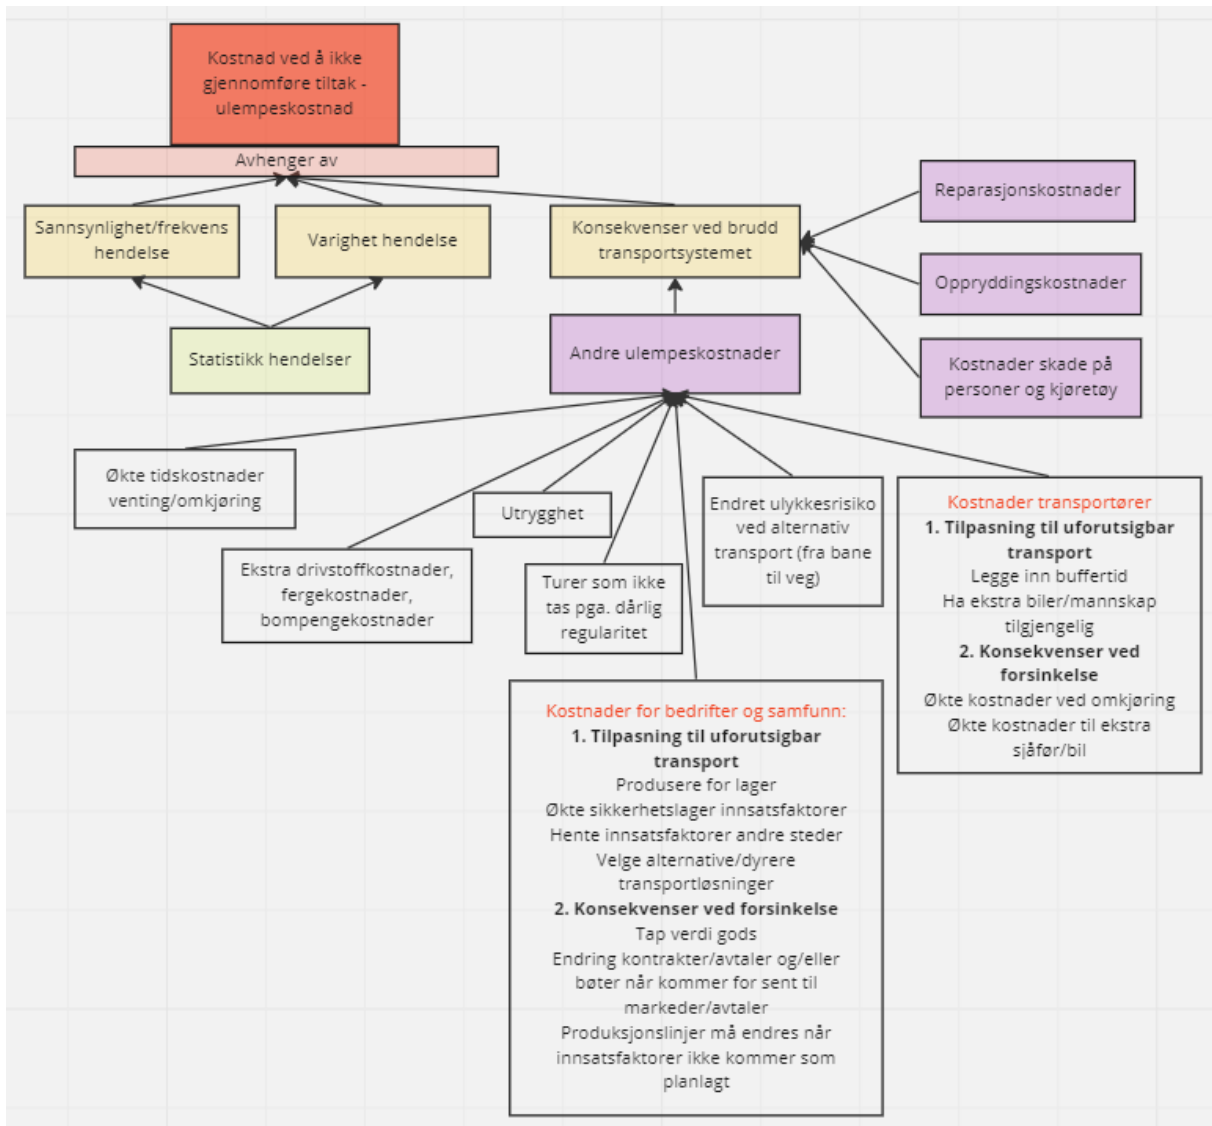 Kostnad ved å ikke
gjennomføre tiltak -
ulempeskostnad
Avhenger av
Sannsynlighet/frekvens
hendelse
Varighet hendelse
Konsekvenser ved brudd
transportsystemet
Reparasjonskostnader
Oppryddingskostnader
Kostnader skade på
personer og kjøretøy
Statistikk hendelser
Andre ulempeskostnader
Økte tidskostnader
venting/omkjøring
Ekstra drivstoffkostnader,
fergekostnader,
bompengekostnader
Utrygghet
Turer som ikke
tas pga. dårlig
regularitet
Endret ulykkesrisiko
ved alternativ
transport (fra bane
til veg)
Kostnader transportører
1. Tilpasning til uforutsigbar
transport
Legge inn buffertid
Ha ekstra biler/mannskap
tilgjengelig
2. Konsekvenser ved
forsinkelse
Økte kostnader ved omkjøring
Økte kostnader til ekstra
sjåfør/bil
Kostnader for bedrifter og samfunn:
1. Tilpasning til uforutsigbar
transport
Produsere for lager
Økte sikkerhetslager innsatsfaktorer
Hente innsatsfaktorer andre steder
Velge alternative/dyrere
transportløsninger
2. Konsekvenser ved forsinkelse
Tap verdi gods
Endring kontrakter/avtaler og/eller
bøter når kommer for sent til
markeder/avtaler
Produksjonslinjer må endres når
innsatsfaktorer ikke kommer som
planlagt